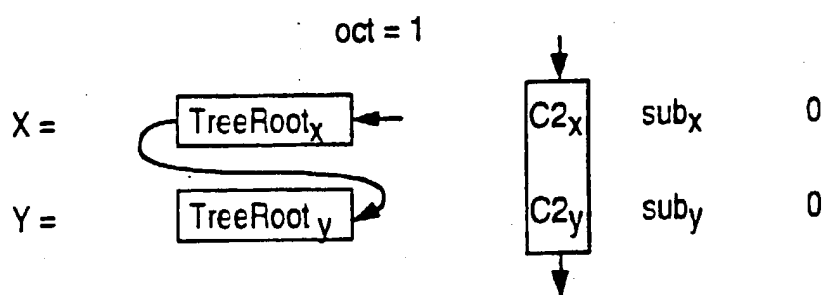 oct = 1
X = TreeRootx C2x subx 0
Y = TreeRooty C2y suby 0